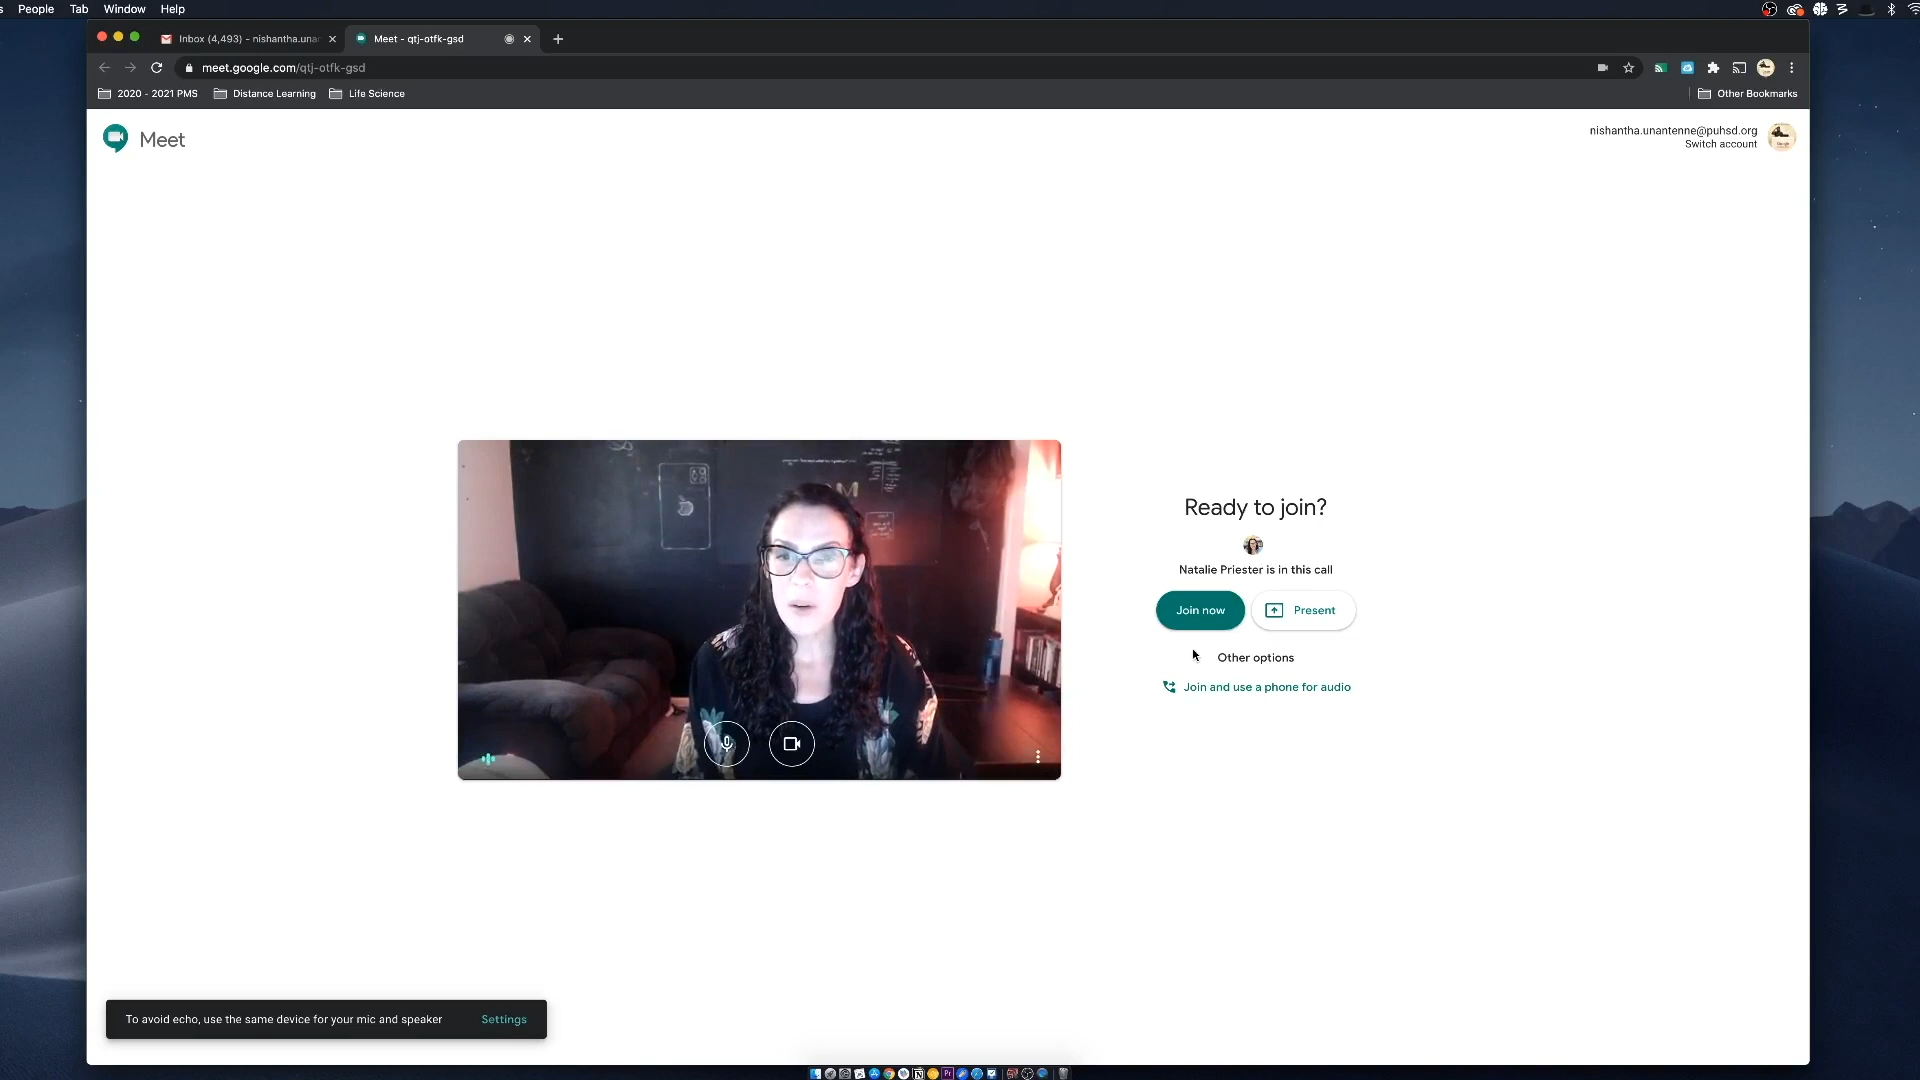 People Tab Window Help
Inbox (4,493) - nishantha.una
Meet - qtj-otfk-gsd
meet.google.com/qtj-otfk-gsd
2020 - 2021 PMS
Distance Learning
Life Science
Other Bookmarks
Meet
nishantha.unantenne@puhsd.org
Switch account
Ready to join?
Natalie Priester is in this call
Join now
Present
Other options
Join and use a phone for audio
To avoid echo, use the same device for your mic and speaker
Settings